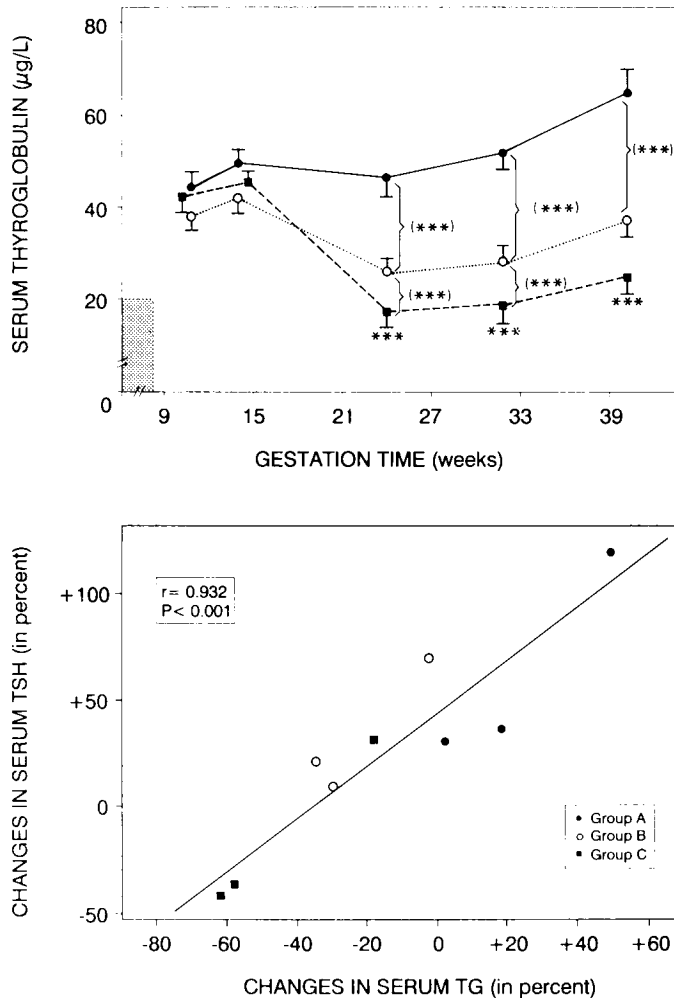 SERUM THYROGLOBULIN (µg/L)
80
60
40
20
0
(***)
(***)
(***)
(***)
(***)
***
***
***
9 15 21 27 33 39
GESTATION TIME (weeks)
CHANGES IN SERUM TSH (in percent)
+100
+50
0
-50
r= 0.932
P< 0.001
Group A
Group B
Group C
-80 -60 -40 -20 0 +20 +40 +60
CHANGES IN SERUM TG (in percent)